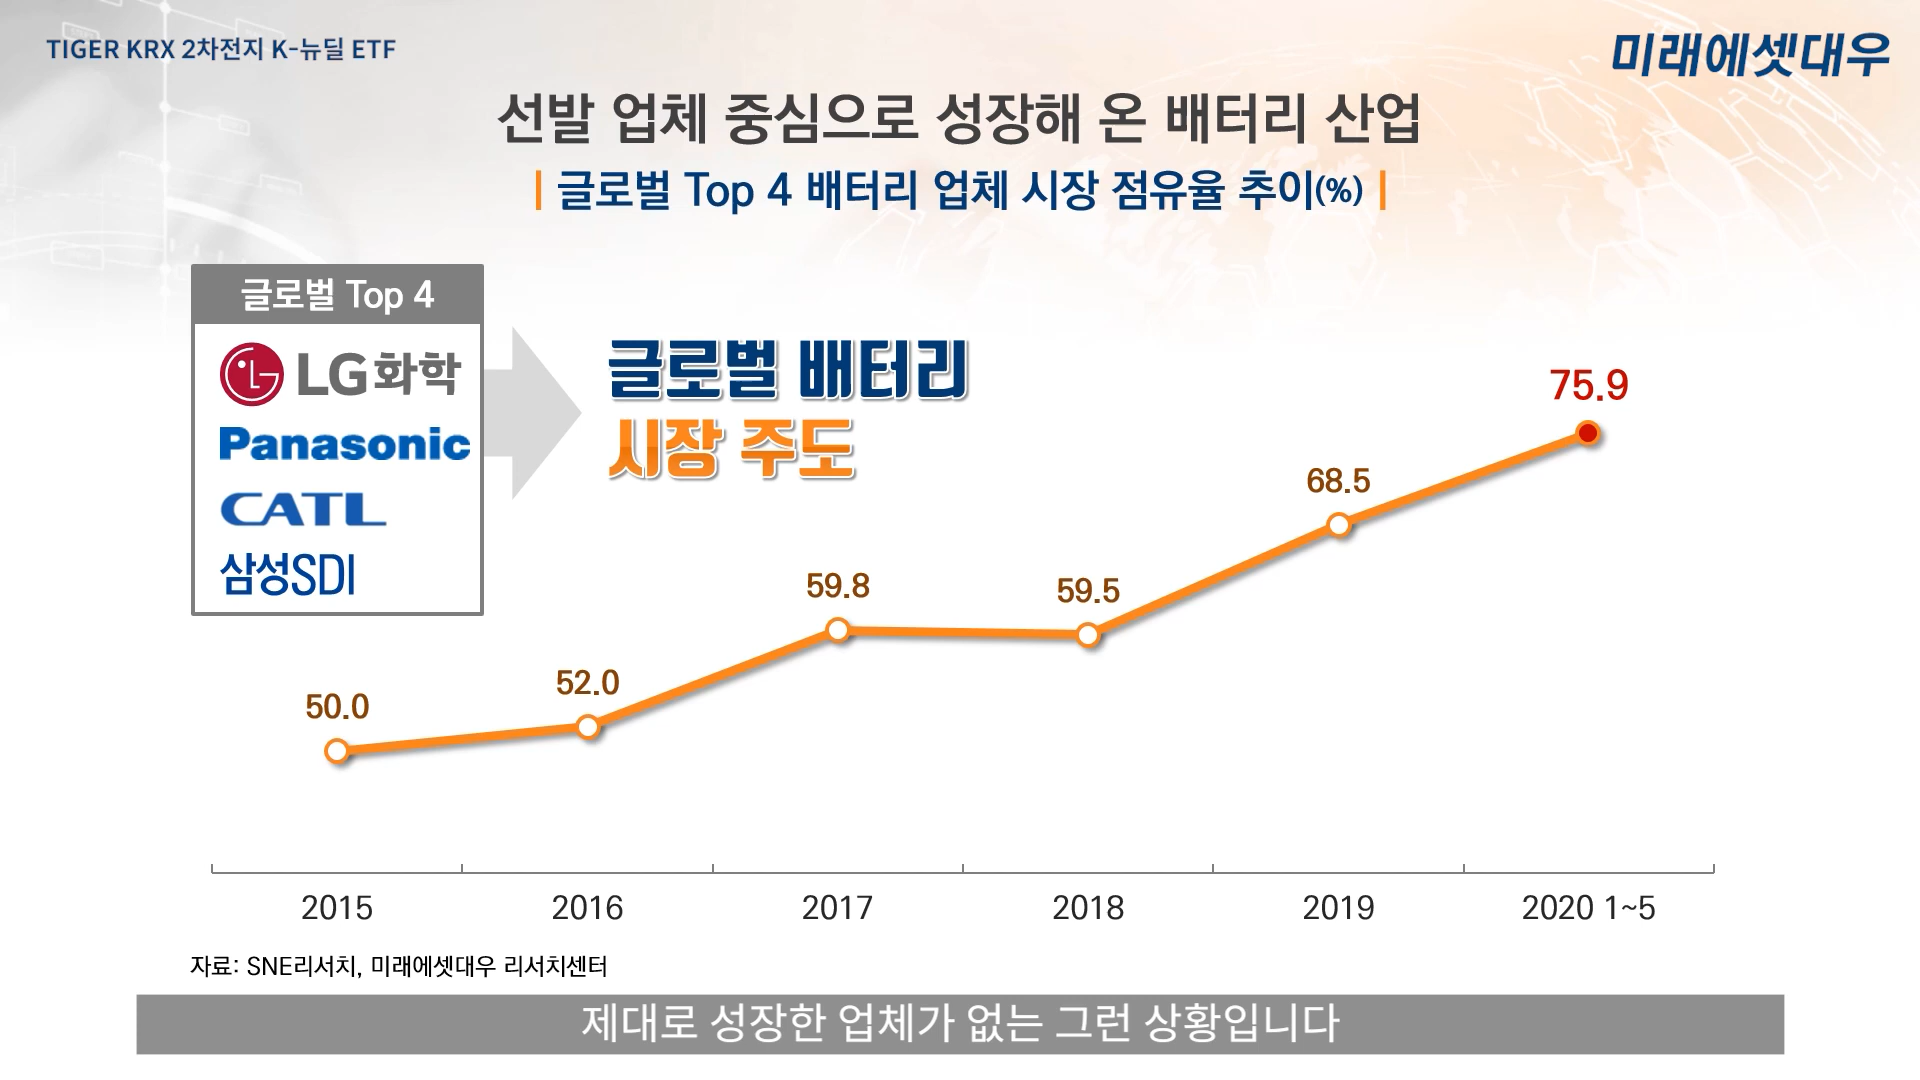 TIGER KRX 2차전지 K-뉴딜 ETF
미래에셋대우
선발 업체 중심으로 성장해 온 배터리 산업
글로벌 Top 4 배터리 업체 시장 점유율 추이(%)
글로벌 Top 4
LG화학
Panasonic
CATL
삼성SDI
글로벌 배터리
시장 주도
50.0
52.0
59.8
59.5
68.5
75.9
2015
2016
2017
2018
2019
2020 1~5
자료: SNE리서치, 미래에셋대우 리서치센터
제대로 성장한 업체가 없는 그런 상황입니다